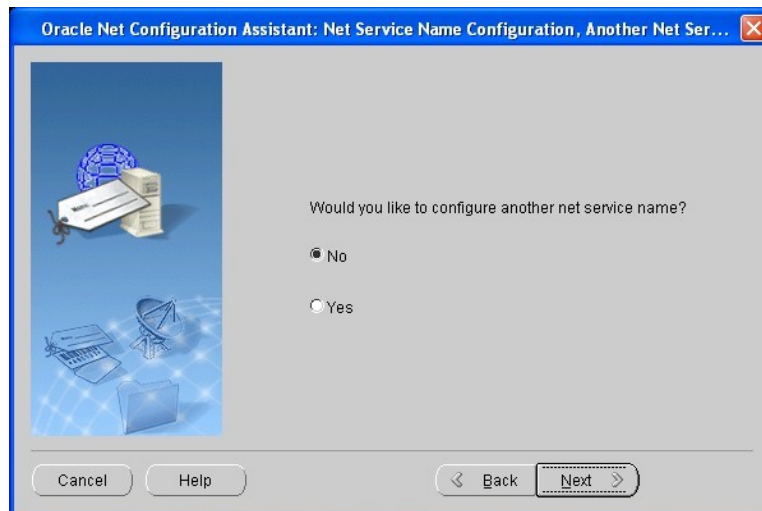 Oracle Net Configuration Assistant: Net Service Name Configuration, Another Net Ser...
Would you like to configure another net service name?
No
Yes
Cancel
Help
Back
Next